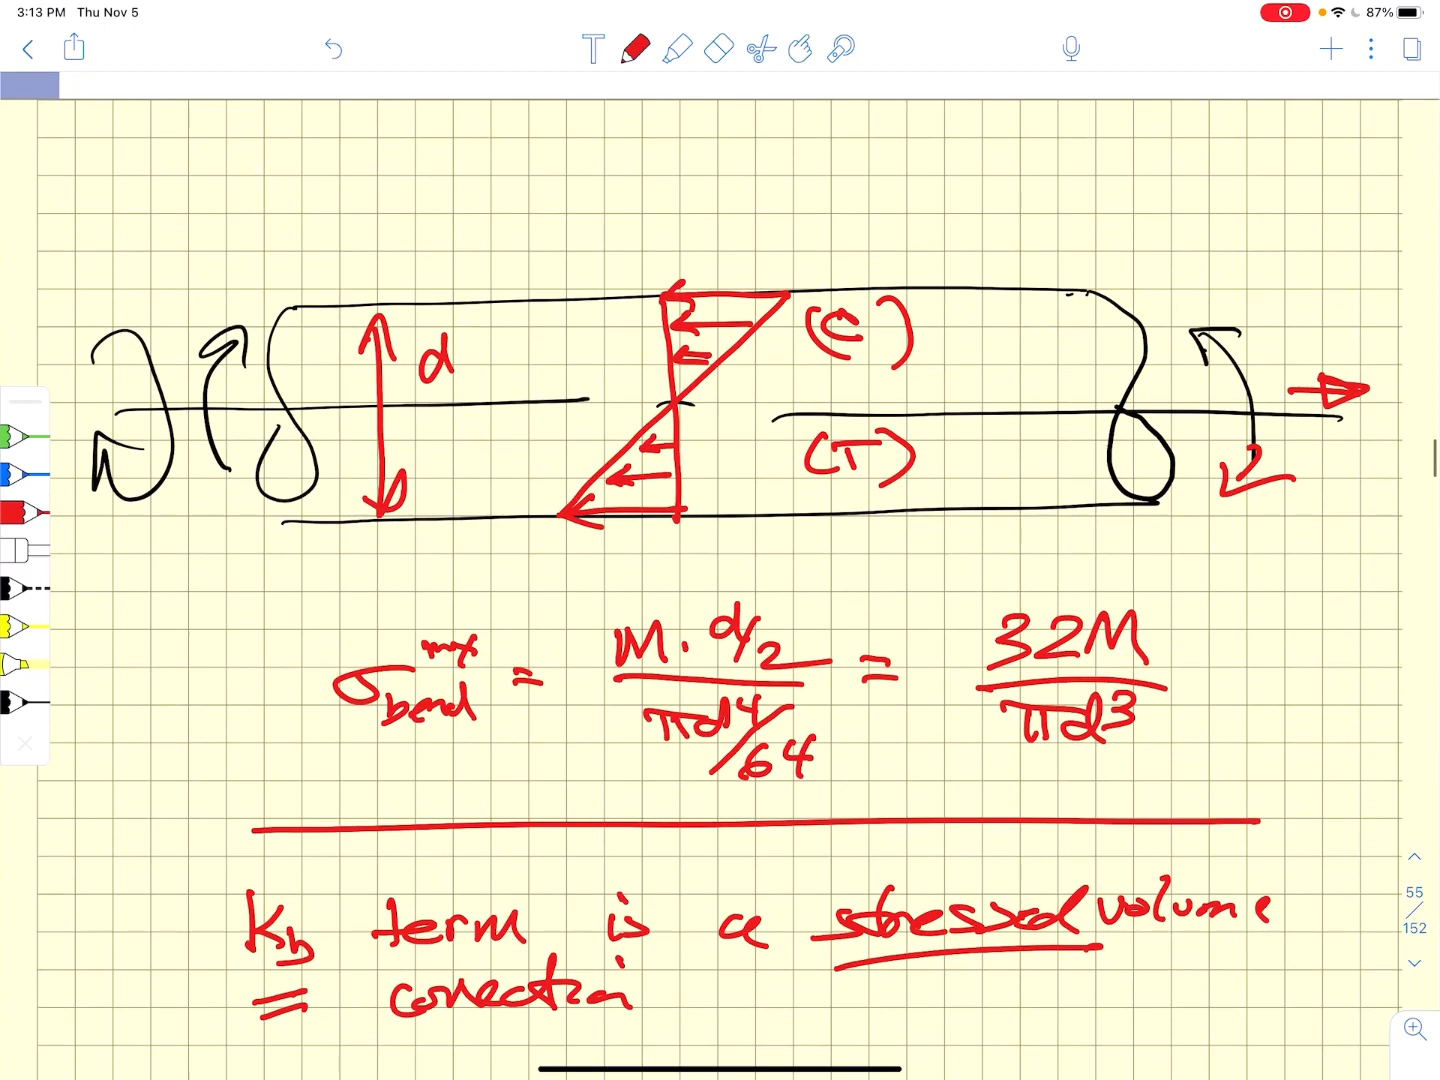 3:13 PM Thu Nov 5
87%
T
d
(C)
(T)
σ bend max = M · d/2 / πd⁴/64 = 32M / πd³
55
/
152
Kb term is a stressed volume
correction